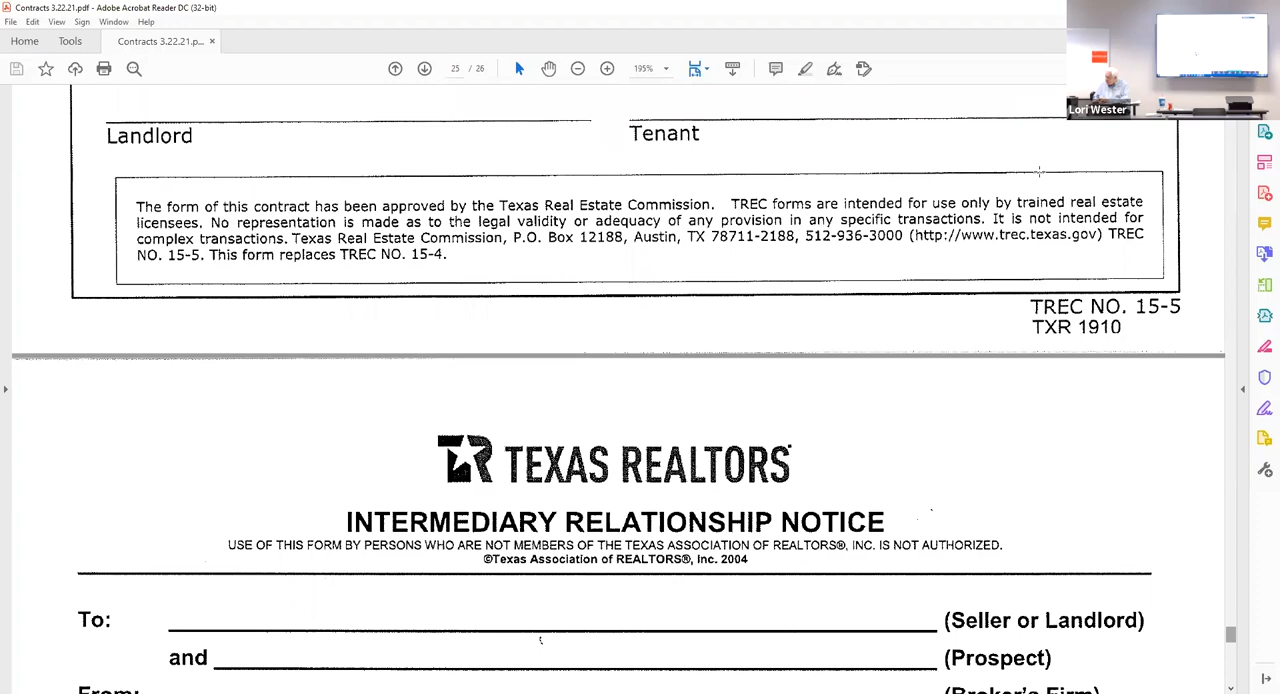 Contracts 3.22.21.pdf - Adobe Acrobat Reader DC (32-bit)
File Edit View Sign Window Help
Home Tools Contracts 3.22.21.p... ×
25 / 26 195%
Lori Wester
Landlord Tenant
The form of this contract has been approved by the Texas Real Estate Commission. TREC forms are intended for use only by trained real estate
licensees. No representation is made as to the legal validity or adequacy of any provision in any specific transactions. It is not intended for
complex transactions. Texas Real Estate Commission, P.O. Box 12188, Austin, TX 78711-2188, 512-936-3000 (http://www.trec.texas.gov) TREC
NO. 15-5. This form replaces TREC NO. 15-4.
TREC NO. 15-5
TXR 1910
TEXAS REALTORS
INTERMEDIARY RELATIONSHIP NOTICE
USE OF THIS FORM BY PERSONS WHO ARE NOT MEMBERS OF THE TEXAS ASSOCIATION OF REALTORS®, INC. IS NOT AUTHORIZED.
©Texas Association of REALTORS®, Inc. 2004
To: (Seller or Landlord)
and (Prospect)
From: (Broker's Firm)